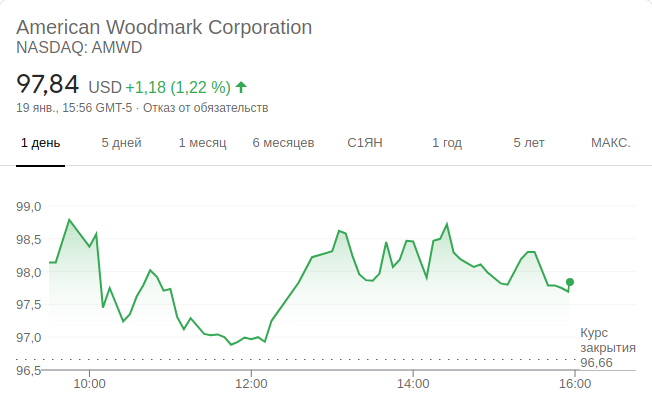 American Woodmark Corporation
NASDAQ: AMWD
97,84 USD +1,18 (1,22 %)
19 янв., 15:56 GMT-5 · Отказ от обязательств
1 день 5 дней 1 месяц 6 месяцев С1ЯН 1 год 5 лет МАКС.
99,0
98,5
98,0
97,5
97,0
96,5
Курс
закрытия
96,66
10:00 12:00 14:00 16:00